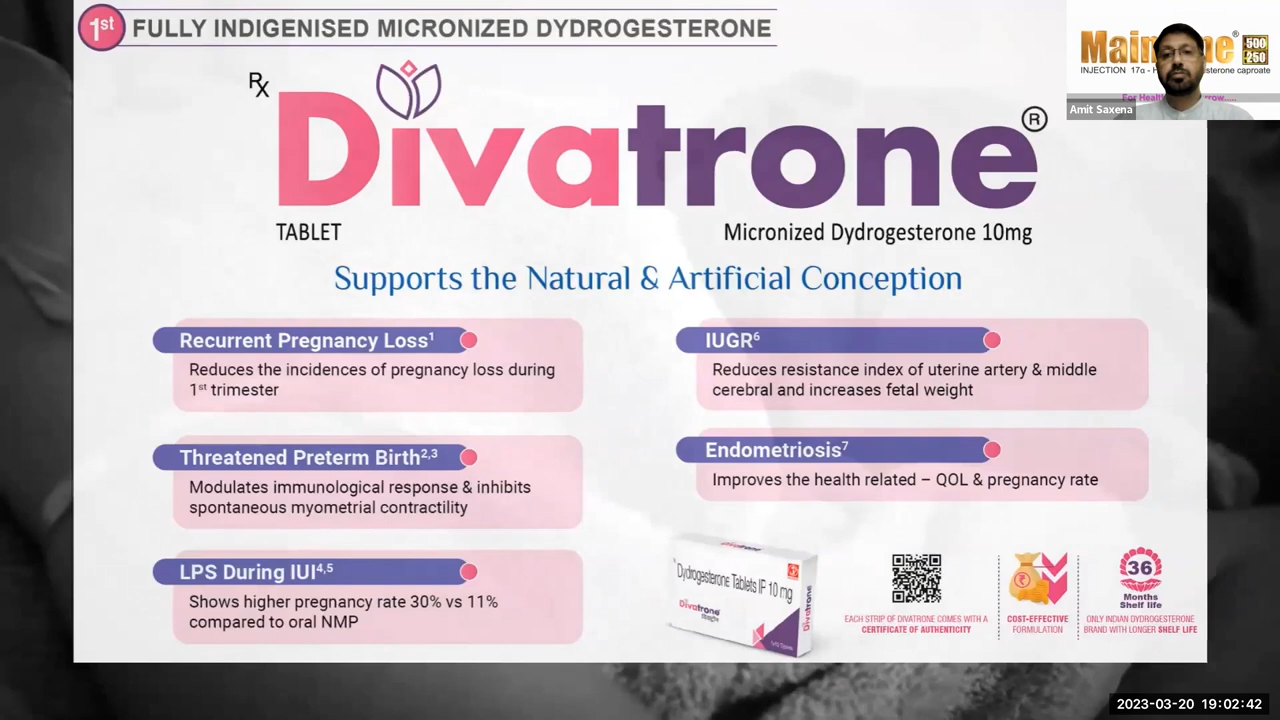 1st FULLY INDIGENISED MICRONIZED DYDROGESTERONE
Rx
Divatrone®
TABLET
Micronized Dydrogesterone 10mg
Supports the Natural & Artificial Conception
Recurrent Pregnancy Loss1
Reduces the incidences of pregnancy loss during
1st trimester
Threatened Preterm Birth2,3
Modulates immunological response & inhibits
spontaneous myometrial contractility
LPS During IUI4,5
Shows higher pregnancy rate 30% vs 11%
compared to oral NMP
IUGR6
Reduces resistance index of uterine artery & middle
cerebral and increases fetal weight
Endometriosis7
Improves the health related – QOL & pregnancy rate
Divatrone
Dydrogesterone Tablets IP 10 mg
Divatrone
Divatrone
EACH STRIP OF DIVATRONE COMES WITH A
CERTIFICATE OF AUTHENTICITY
COST-EFFECTIVE
FORMULATION
36
Months
Shelf life
ONLY INDIAN DYDROGESTERONE
BRAND WITH LONGER SHELF LIFE
500
250
INJECTION 17α -
caproate
Amit Saxena
2023-03-20 19:02:42